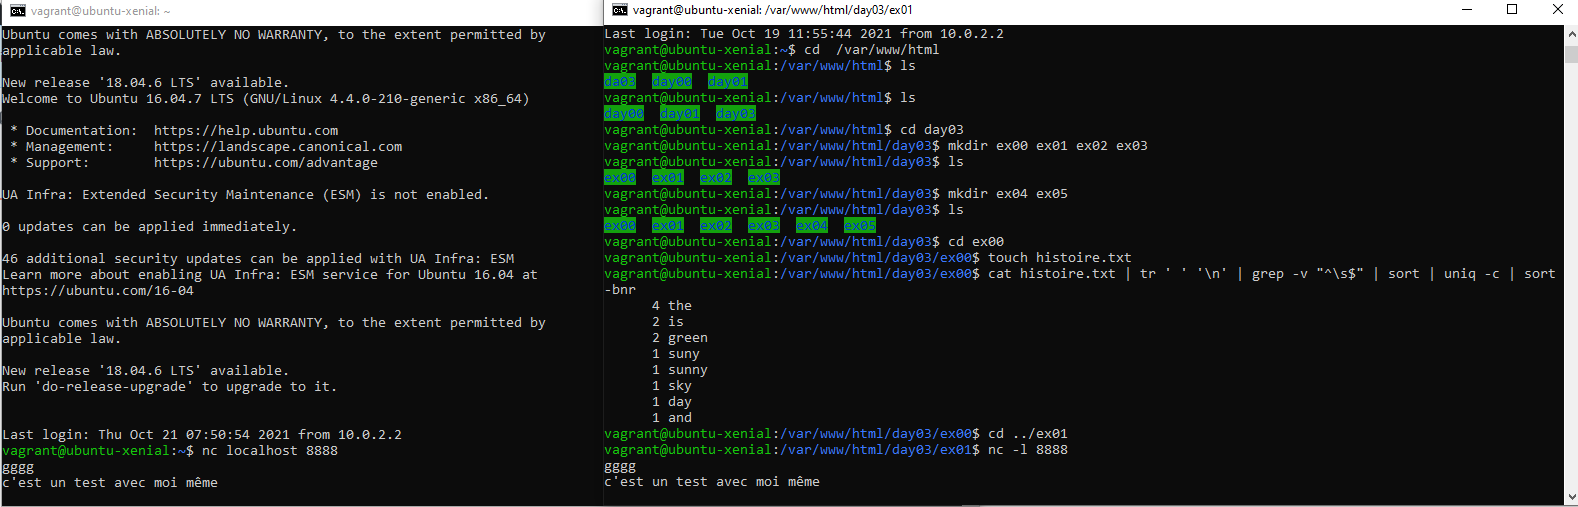 vagrant@ubuntu-xenial: ~
Ubuntu comes with ABSOLUTELY NO WARRANTY, to the extent permitted by
applicable law.
New release '18.04.6 LTS' available.
Welcome to Ubuntu 16.04.7 LTS (GNU/Linux 4.4.0-210-generic x86_64)
* Documentation:  https://help.ubuntu.com
* Management:     https://landscape.canonical.com
* Support:        https://ubuntu.com/advantage
UA Infra: Extended Security Maintenance (ESM) is not enabled.
0 updates can be applied immediately.
46 additional security updates can be applied with UA Infra: ESM
Learn more about enabling UA Infra: ESM service for Ubuntu 16.04 at
https://ubuntu.com/16-04
Ubuntu comes with ABSOLUTELY NO WARRANTY, to the extent permitted by
applicable law.
New release '18.04.6 LTS' available.
Run 'do-release-upgrade' to upgrade to it.
Last login: Thu Oct 21 07:50:54 2021 from 10.0.2.2
vagrant@ubuntu-xenial:~$ nc localhost 8888
gggg
c'est un test avec moi même
vagrant@ubuntu-xenial: /var/www/html/day03/ex01
Last login: Tue Oct 19 11:55:44 2021 from 10.0.2.2
vagrant@ubuntu-xenial:~$ cd  /var/www/html
vagrant@ubuntu-xenial:/var/www/html$ ls
da03  day00  day01
vagrant@ubuntu-xenial:/var/www/html$ ls
day00  day01  day03
vagrant@ubuntu-xenial:/var/www/html$ cd day03
vagrant@ubuntu-xenial:/var/www/html/day03$ mkdir ex00 ex01 ex02 ex03
vagrant@ubuntu-xenial:/var/www/html/day03$ ls
ex00  ex01  ex02  ex03
vagrant@ubuntu-xenial:/var/www/html/day03$ mkdir ex04 ex05
vagrant@ubuntu-xenial:/var/www/html/day03$ ls
ex00  ex01  ex02  ex03  ex04  ex05
vagrant@ubuntu-xenial:/var/www/html/day03$ cd ex00
vagrant@ubuntu-xenial:/var/www/html/day03/ex00$ touch histoire.txt
vagrant@ubuntu-xenial:/var/www/html/day03/ex00$ cat histoire.txt | tr ' ' '\n' | grep -v "^\s$" | sort | uniq -c | sort
-bnr
4 the
2 is
2 green
1 suny
1 sunny
1 sky
1 day
1 and
vagrant@ubuntu-xenial:/var/www/html/day03/ex00$ cd ../ex01
vagrant@ubuntu-xenial:/var/www/html/day03/ex01$ nc -l 8888
gggg
c'est un test avec moi même